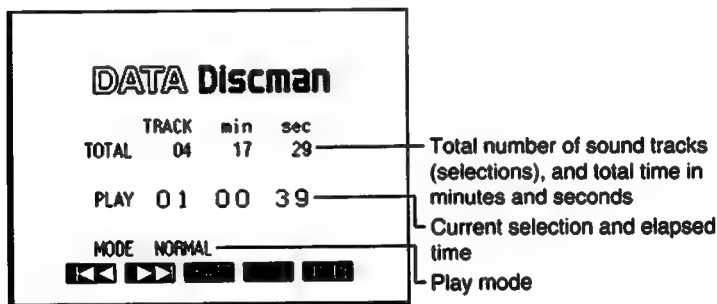 DATA Discman
TRACK min sec
TOTAL 04 17 29
PLAY 01 00 39
MODE NORMAL
Total number of sound tracks
(selections), and total time in
minutes and seconds
Current selection and elapsed
time
Play mode